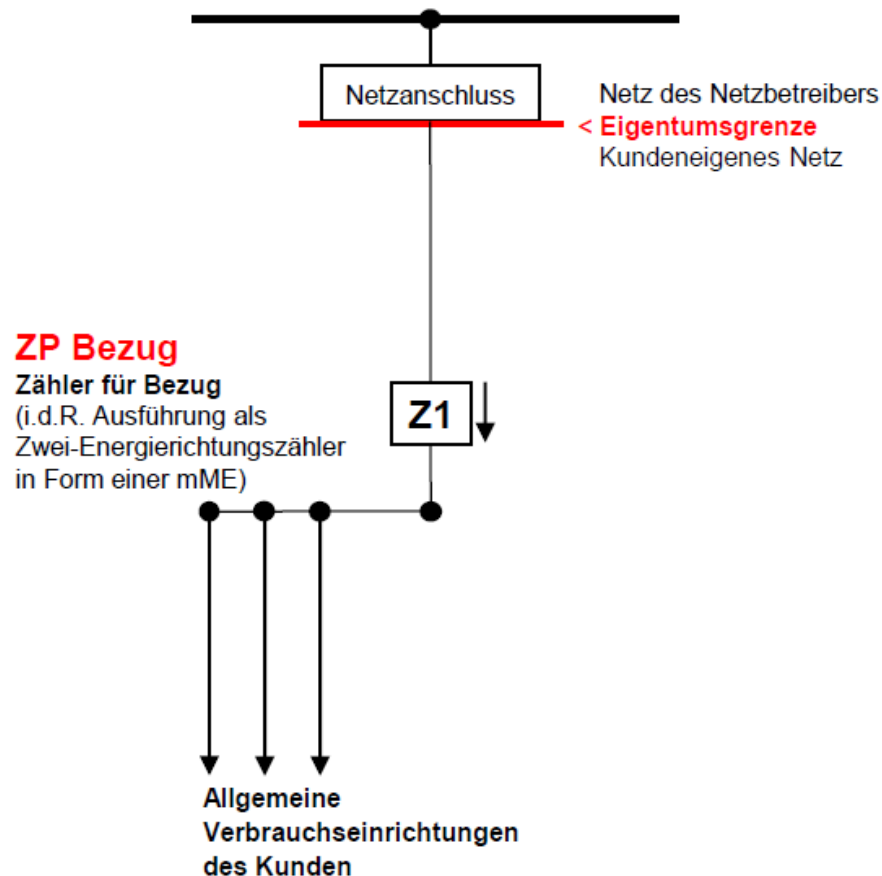 Netzanschluss
Netz des Netzbetreibers
< Eigentumsgrenze
Kundeneigenes Netz
ZP Bezug
Zähler für Bezug
(i.d.R. Ausführung als
Zwei-Energierichtungszähler
in Form einer mME)
Z1
Allgemeine
Verbrauchseinrichtungen
des Kunden